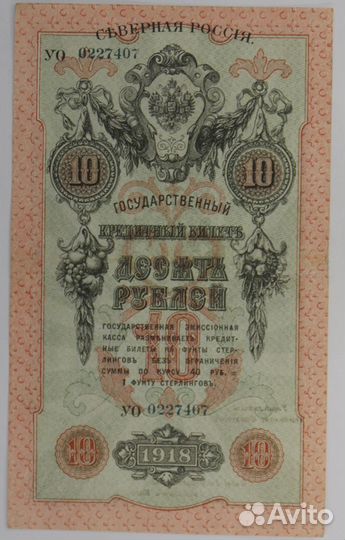 СѢВЕРНАЯ РОССІЯ.
УО 0227407
10 10
ГОСУДАРСТВЕННЫЙ
КРЕДИТНЫЙ БИЛЕТЪ
ДЕСЯТЬ
РУБЛЕЙ
ГОСУДАРСТВЕННАЯ ЭМИССІОННАЯ
КАССА РАЗМѢНИВАЕТЪ КРЕДИТ-
НЫЕ БИЛЕТЫ НА ФУНТЫ СТЕР-
ЛИНГОВЪ БЕЗЪ ОГРАНИЧЕНІЯ
СУММЫ ПО КУРСУ 40 РУБ. =
1 ФУНТУ СТЕРЛИНГОВЪ.
10
УО 0227407
10 1918 10
Avito